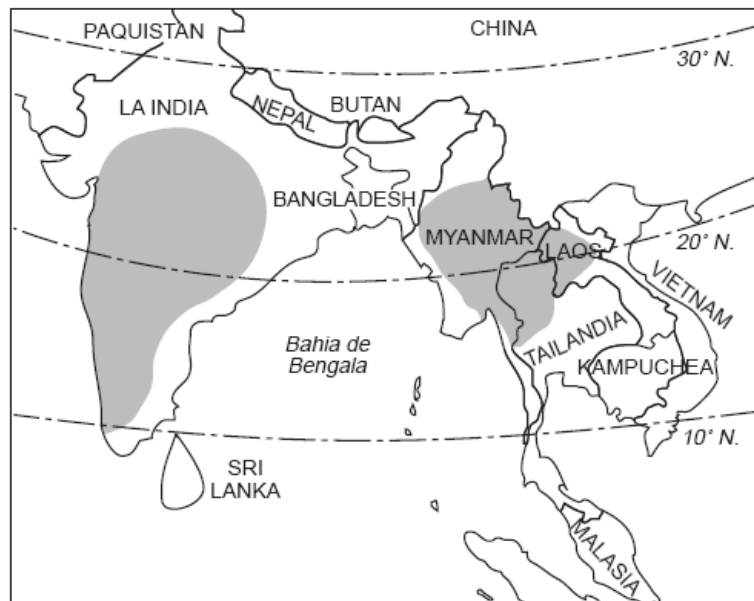 PAQUISTAN
CHINA
30° N.
LA INDIA
NEPAL
BUTAN
BANGLADESH
MYANMAR
LAOS
20° N.
VIETNAM
Bahia de
Bengala
TAILANDIA
KAMPUCHEA
10° N.
SRI
LANKA
MALASIA